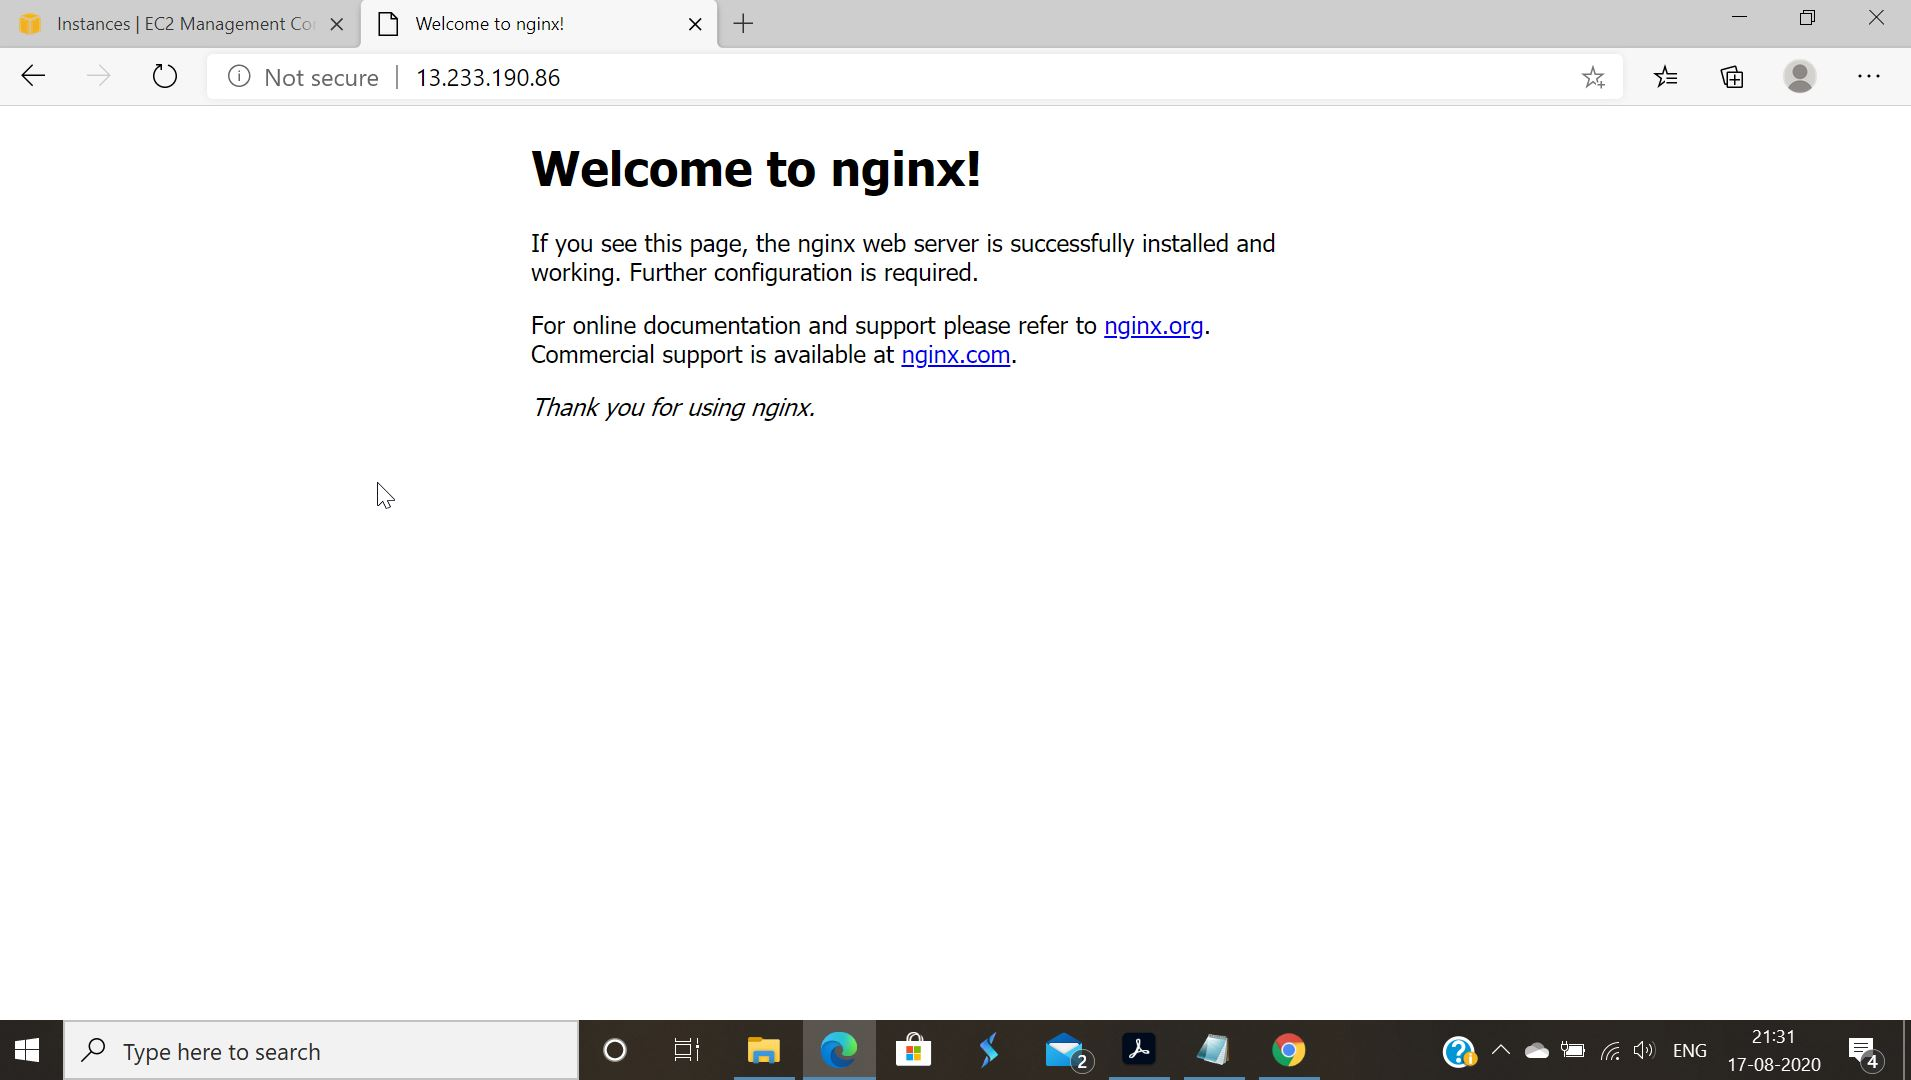 Instances | EC2 Management Co
Welcome to nginx!
Not secure | 13.233.190.86
Welcome to nginx!
If you see this page, the nginx web server is successfully installed and
working. Further configuration is required.
For online documentation and support please refer to nginx.org.
Commercial support is available at nginx.com.
Thank you for using nginx.
Type here to search
2
ENG
21:31
17-08-2020
4